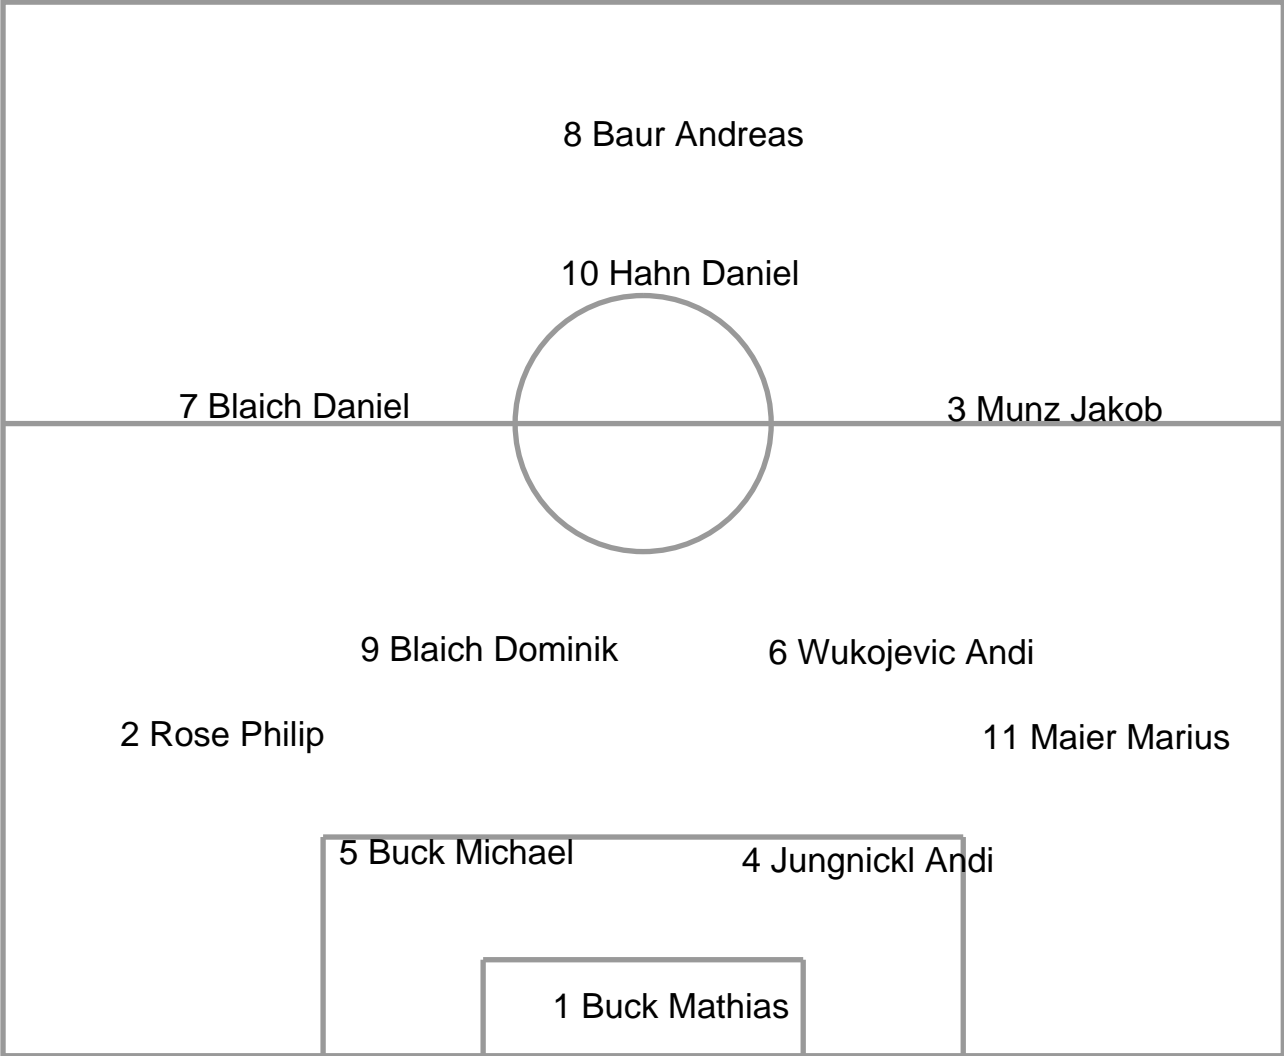 8 Baur Andreas
10 Hahn Daniel
7 Blaich Daniel
3 Munz Jakob
9 Blaich Dominik
6 Wukojevic Andi
2 Rose Philip
11 Maier Marius
5 Buck Michael
4 Jungnickl Andi
1 Buck Mathias